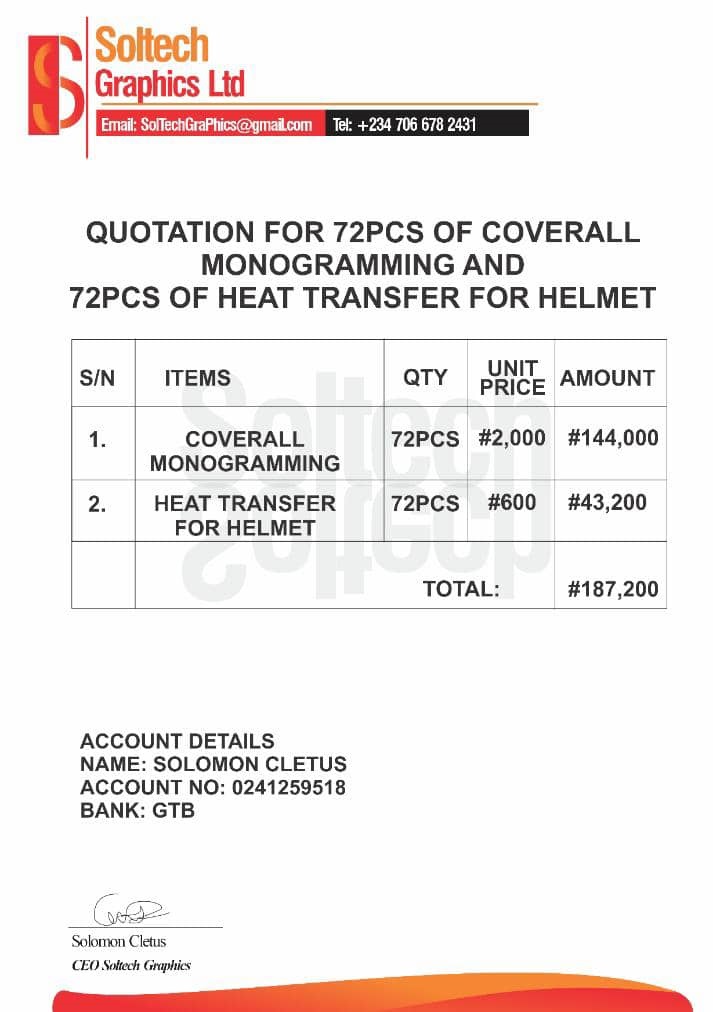 Soltech
Graphics Ltd
Email: SolTechGraPhics@gmail.com Tel: +234 706 678 2431
QUOTATION FOR 72PCS OF COVERALL
MONOGRAMMING AND
72PCS OF HEAT TRANSFER FOR HELMET
S/N ITEMS QTY UNIT PRICE AMOUNT
1. COVERALL MONOGRAMMING 72PCS #2,000 #144,000
2. HEAT TRANSFER FOR HELMET 72PCS #600 #43,200
TOTAL: #187,200
Soltech
ACCOUNT DETAILS
NAME: SOLOMON CLETUS
ACCOUNT NO: 0241259518
BANK: GTB
Solomon Cletus
CEO Soltech Graphics